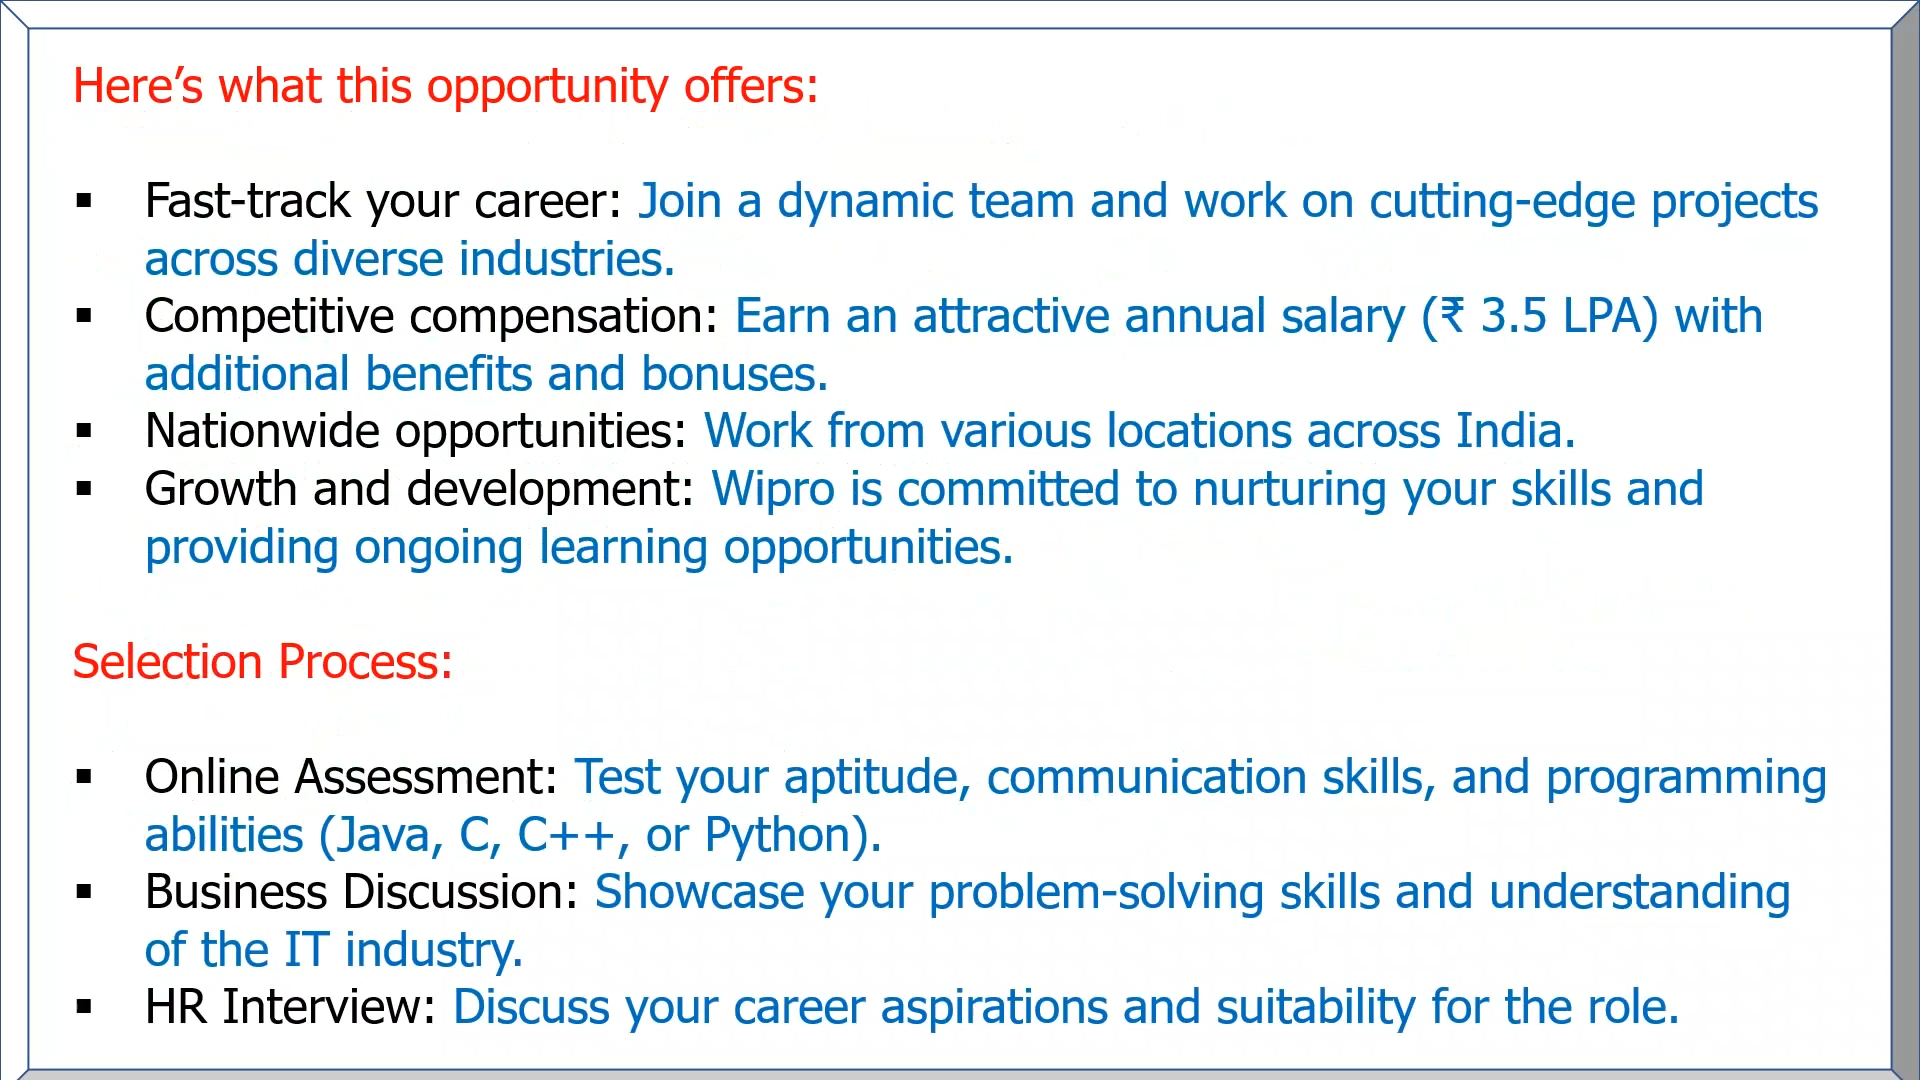 Here’s what this opportunity offers:
▪ Fast-track your career: Join a dynamic team and work on cutting-edge projects
across diverse industries.
▪ Competitive compensation: Earn an attractive annual salary (₹ 3.5 LPA) with
additional benefits and bonuses.
▪ Nationwide opportunities: Work from various locations across India.
▪ Growth and development: Wipro is committed to nurturing your skills and
providing ongoing learning opportunities.
Selection Process:
▪ Online Assessment: Test your aptitude, communication skills, and programming
abilities (Java, C, C++, or Python).
▪ Business Discussion: Showcase your problem-solving skills and understanding
of the IT industry.
▪ HR Interview: Discuss your career aspirations and suitability for the role.